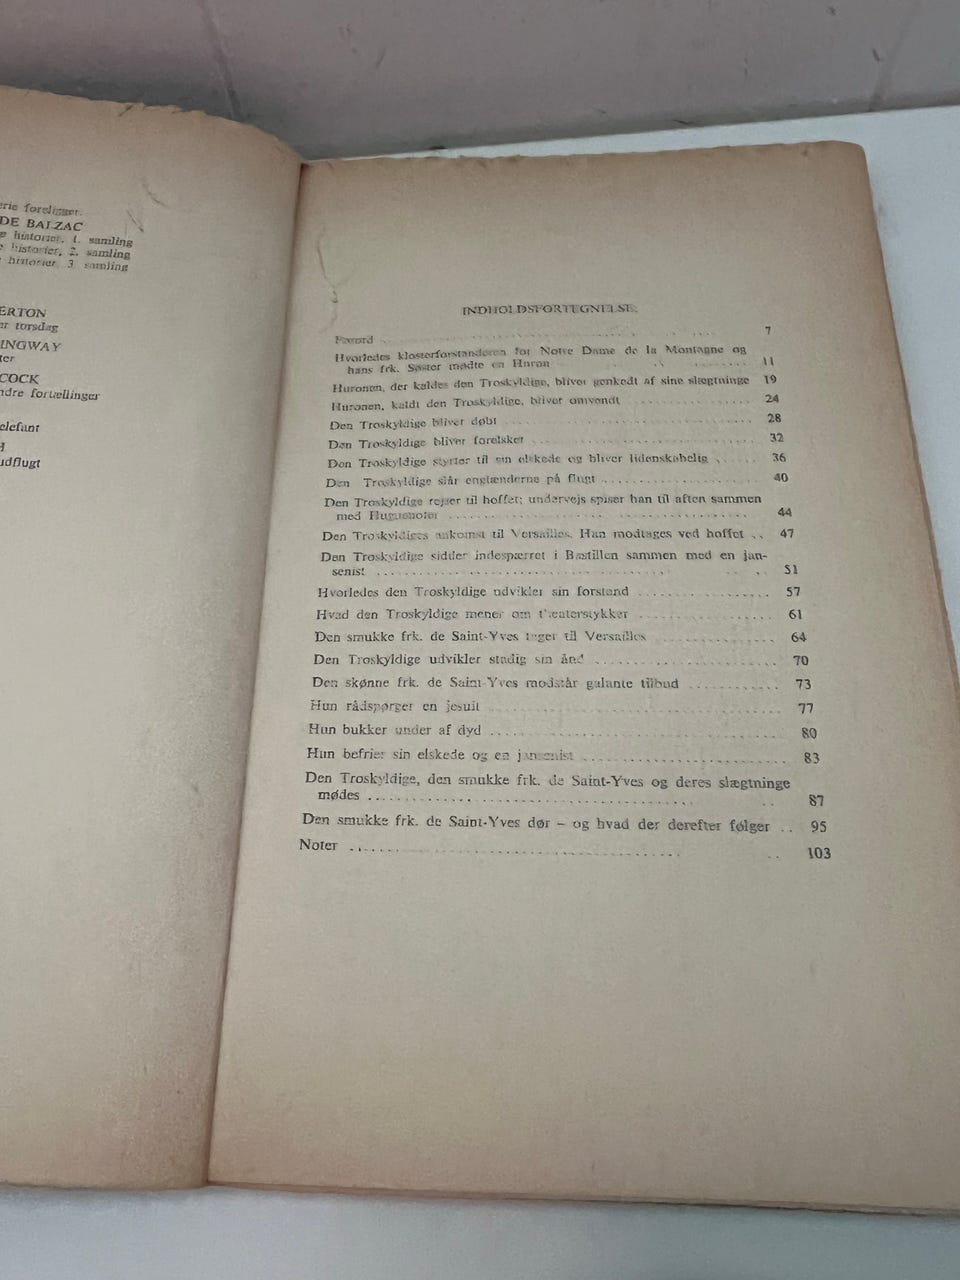 rie foreligger.
DE BALZAC
historier, 1. samling
historier, 2. samling
historier, 3. samling
ERTON
torsdag
NGWAY
ter
COCK
dre fortællinger
elefant
udflugt
INDHOLDSFORTEGNELSE:
Forord . . . . 7
Hvorledes klosterforstanderen for Notre Dame de la Montagne og
hans frk. Søster mødte en Huron . . . . 11
Huronen, der kaldes den Troskyldige, bliver genkendt af sine slægtninge 19
Huronen, kaldt den Troskyldige, bliver omvendt . . . . 24
Den Troskyldige bliver døbt . . . . 28
Den Troskyldige bliver forelsket . . . . 32
Den Troskyldige styrter til sin elskede og bliver lidenskabelig . . . . 36
Den Troskyldige slår englænderne på flugt . . . . 40
Den Troskyldige rejser til hoffet; undervejs spiser han til aften sammen
med Huguenoter . . . . 44
Den Troskyldiges ankomst til Versailles. Han modtages ved hoffet . . 47
Den Troskyldige sidder indespærret i Bastillen sammen med en jan-
senist . . . . 51
Hvorledes den Troskyldige udvikler sin forstand . . . . 57
Hvad den Troskyldige mener om theaterstykker . . . . 61
Den smukke frk. de Saint-Yves tager til Versailles . . . . 64
Den Troskyldige udvikler stadig sin ånd . . . . 70
Den skønne frk. de Saint-Yves modstår galante tilbud . . . . 73
Hun rådspørger en jesuit . . . . 77
Hun bukker under af dyd . . . . 80
Hun befrier sin elskede og en jansenist . . . . 83
Den Troskyldige, den smukke frk. de Saint-Yves og deres slægtninge
mødes . . . . 87
Den smukke frk. de Saint-Yves dør – og hvad der derefter følger . . 95
Noter . . . . 103